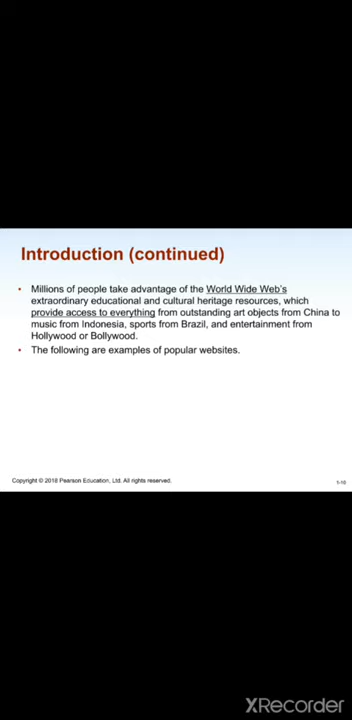 Introduction (continued)
• Millions of people take advantage of the World Wide Web's
extraordinary educational and cultural heritage resources, which
provide access to everything from outstanding art objects from China to
music from Indonesia, sports from Brazil, and entertainment from
Hollywood or Bollywood.
• The following are examples of popular websites.
Copyright © 2018 Pearson Education, Ltd. All rights reserved.
1-10
XRecorder